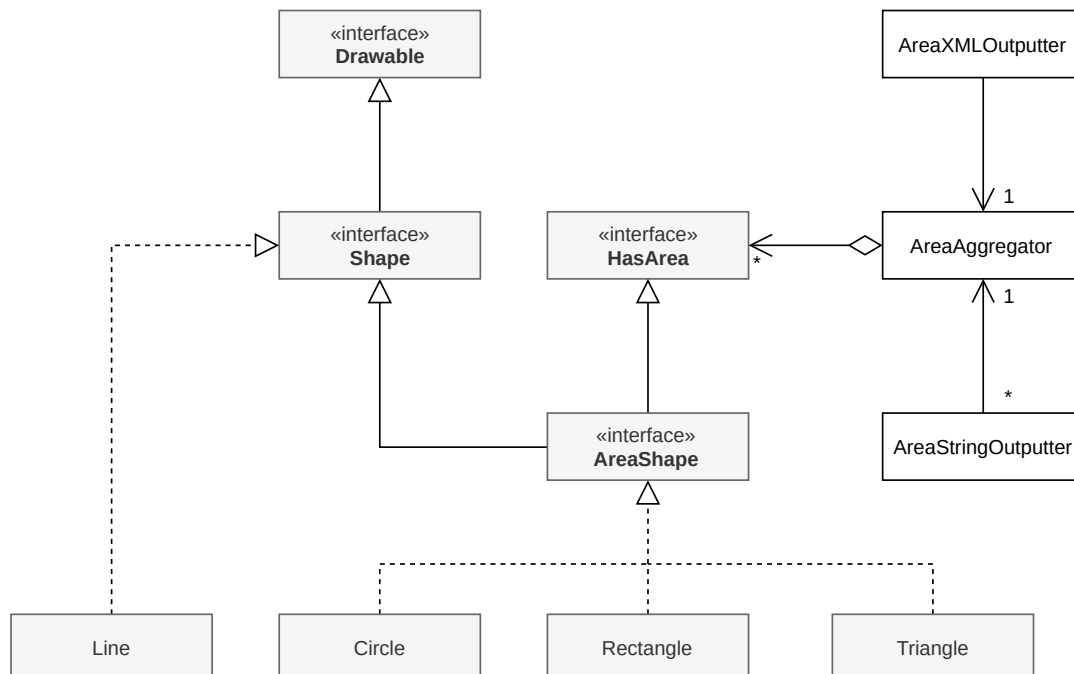 «interface»
Drawable
AreaXMLOutputter
1
«interface»
Shape
«interface»
HasArea
*
AreaAggregator
1
*
«interface»
AreaShape
AreaStringOutputter
Line
Circle
Rectangle
Triangle